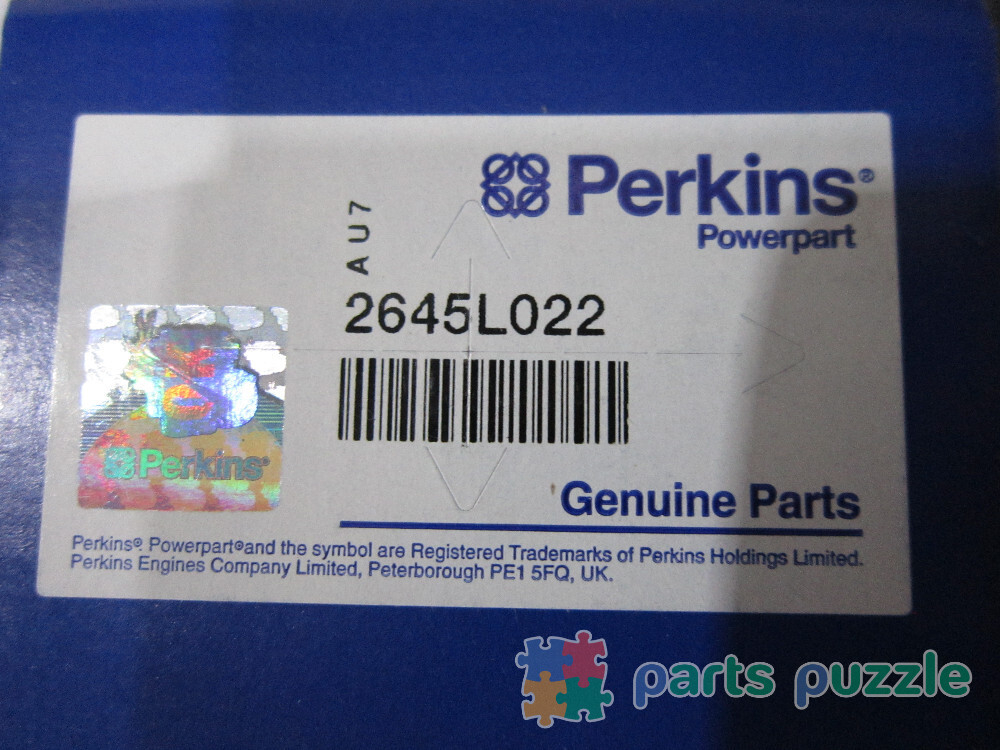 Perkins®
Powerpart
AU7
2645L022
Perkins®
Genuine Parts
Perkins® Powerpart®and the symbol are Registered Trademarks of Perkins Holdings Limited.
Perkins Engines Company Limited, Peterborough PE1 5FQ, UK.
parts puzzle